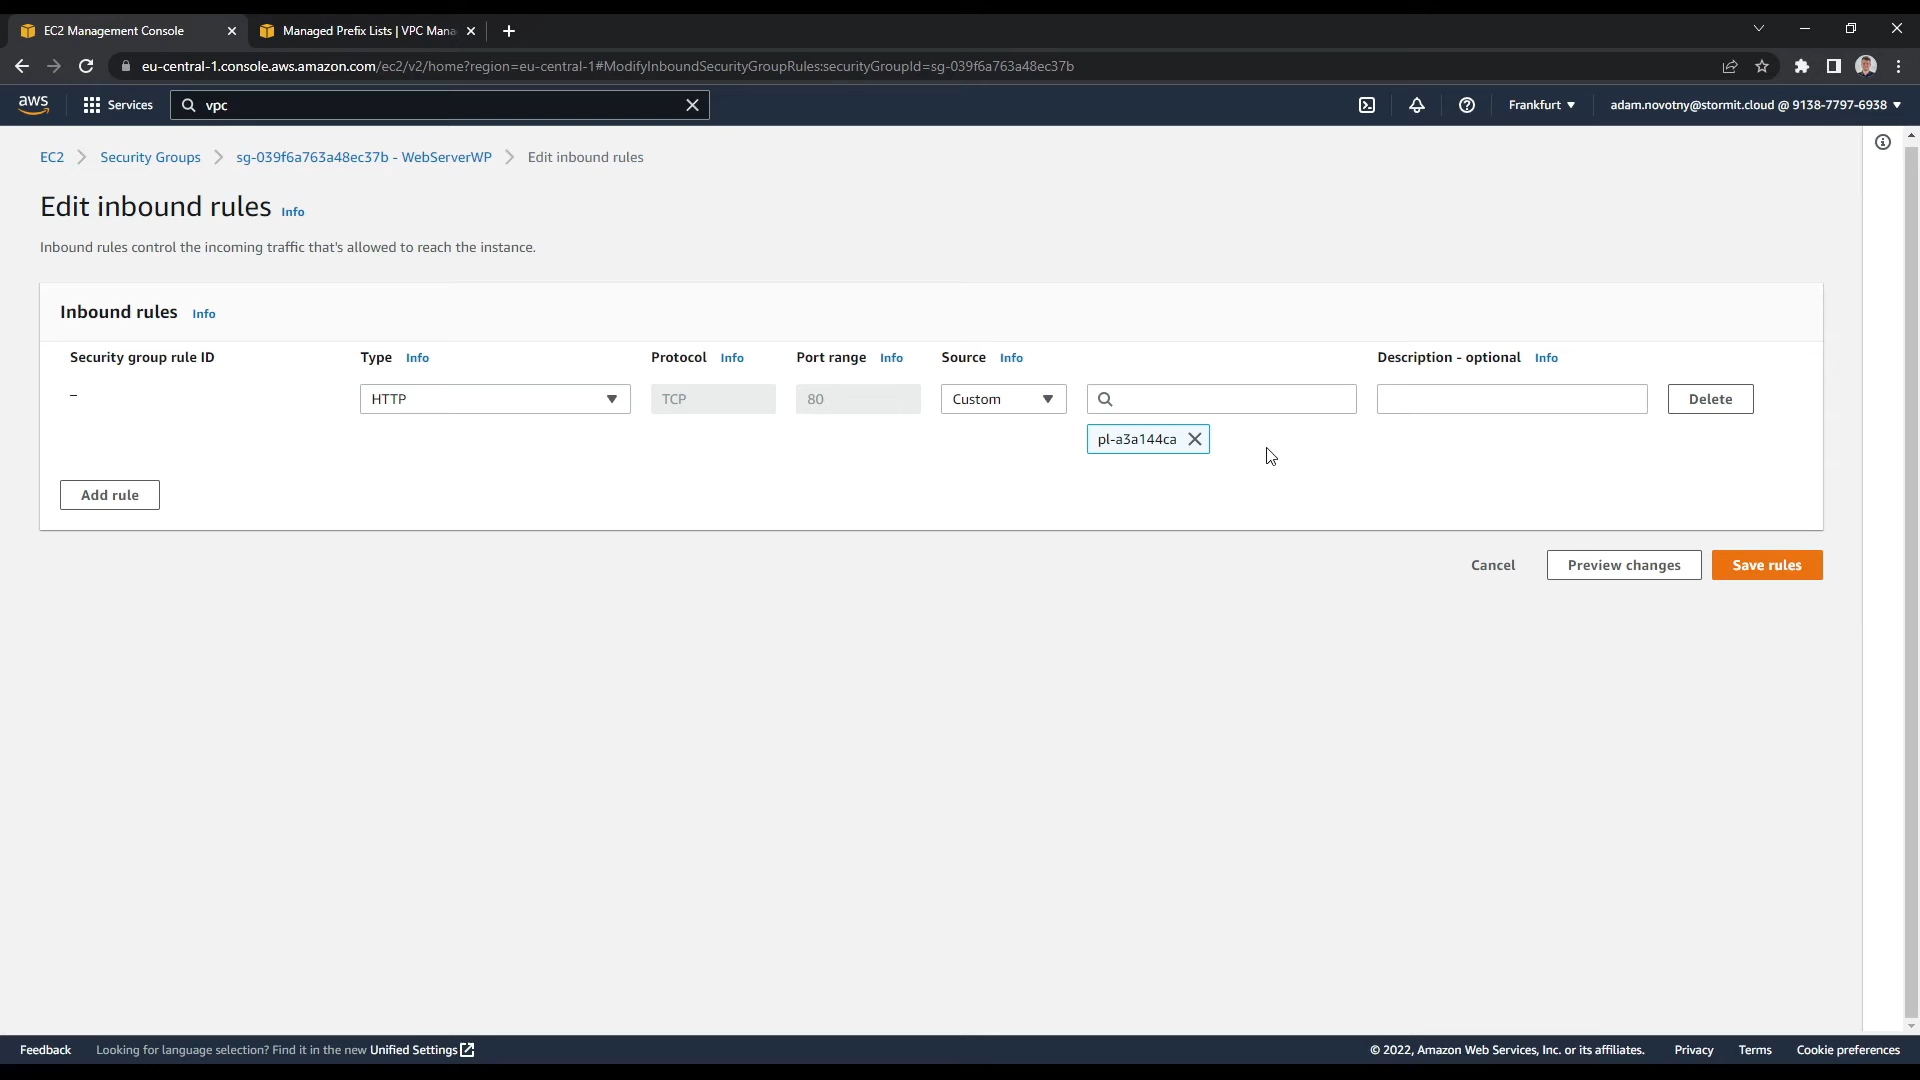 EC2 Management Console
Managed Prefix Lists | VPC Mana
eu-central-1.console.aws.amazon.com/ec2/v2/home?region=eu-central-1#ModifyInboundSecurityGroupRules:securityGroupId=sg-039f6a763a48ec37b
aws Services vpc Frankfurt adam.novotny@stormit.cloud @ 9138-7797-6938
EC2 Security Groups sg-039f6a763a48ec37b - WebServerWP Edit inbound rules
Edit inbound rules Info
Inbound rules control the incoming traffic that's allowed to reach the instance.
Inbound rules Info
Security group rule ID Type Info Protocol Info Port range Info Source Info Description - optional Info
– HTTP TCP 80 Custom Delete
pl-a3a144ca
Add rule
Cancel Preview changes Save rules
Feedback Looking for language selection? Find it in the new Unified Settings © 2022, Amazon Web Services, Inc. or its affiliates. Privacy Terms Cookie preferences